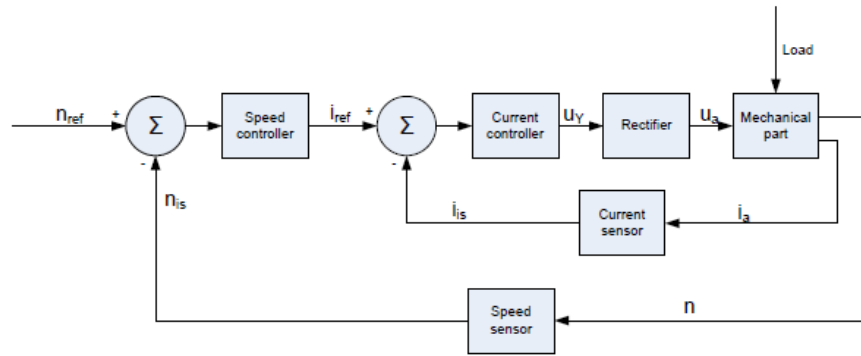 Load
n_ref
+
Σ
-
Speed
controller
i_ref
+
Σ
-
Current
controller
u_Y
Rectifier
u_a
Mechanical
part
n_is
i_is
Current
sensor
i_a
Speed
sensor
n